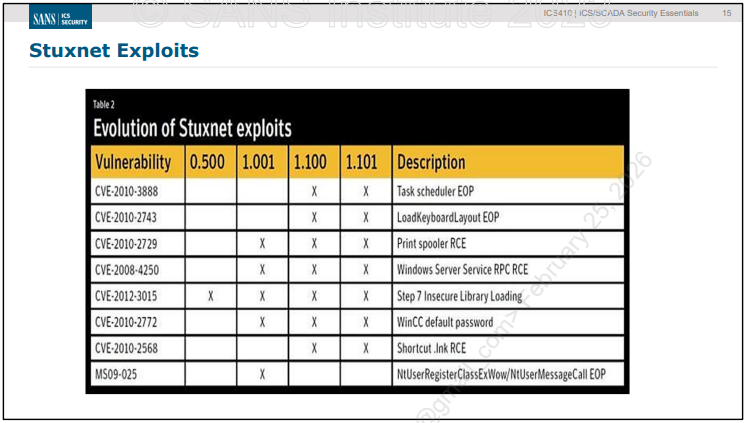 © SANS Institute 2026
SANS | ICS SECURITY
ICS410 | ICS/SCADA Security Essentials 15
Stuxnet Exploits
Table 2
Evolution of Stuxnet exploits
Vulnerability 0.500 1.001 1.100 1.101 Description
CVE-2010-3888 X X Task scheduler EOP
CVE-2010-2743 X X LoadKeyboardLayout EOP
CVE-2010-2729 X X X Print spooler RCE
CVE-2008-4250 X X X Windows Server Service RPC RCE
CVE-2012-3015 X X X X Step 7 Insecure Library Loading
CVE-2010-2772 X X X WinCC default password
CVE-2010-2568 X X Shortcut .lnk RCE
MS09-025 X NtUserRegisterClassExWow/NtUserMessageCall EOP
@gmail.com> February 25, 2026